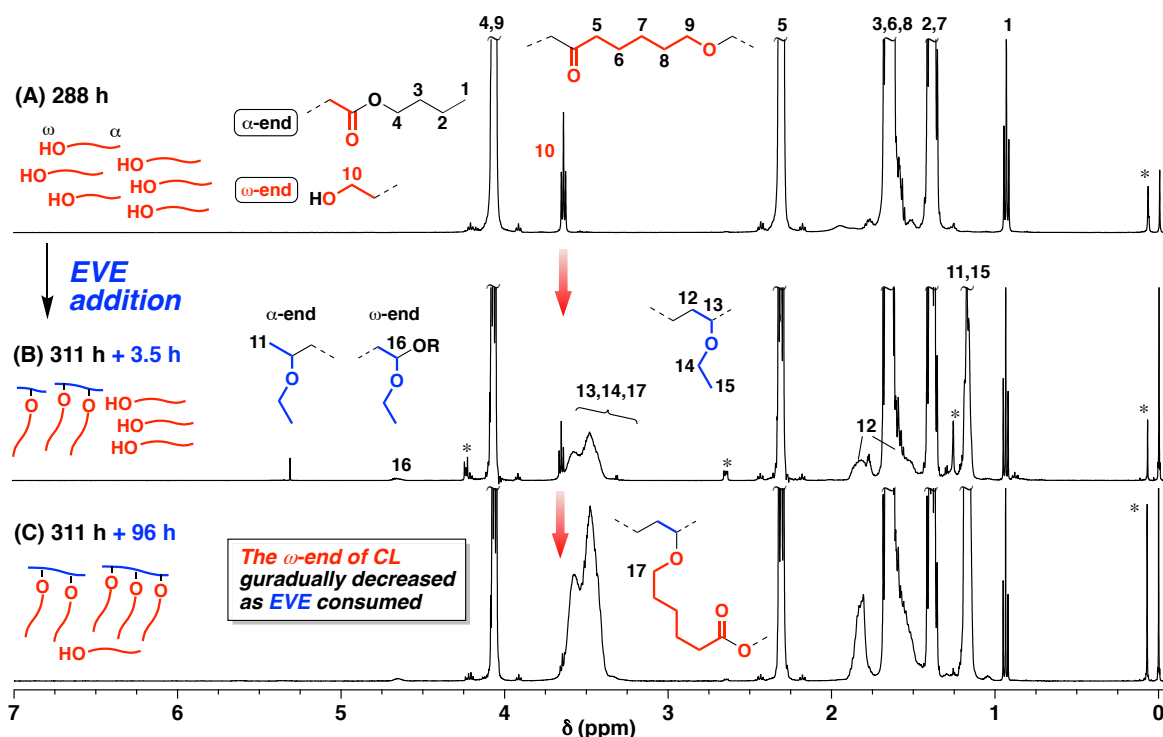 4,9
5
7
9
6
8
O
O
5
3,6,8
2,7
1
(A) 288 h
ω
α
HO
HO
HO
HO
HO
HO
α-end
O
O
3
1
4
2
ω-end
10
HO
10
*
EVE
addition
α-end
11
O
ω-end
16
OR
O
12
13
O
14
15
11,15
(B) 311 h + 3.5 h
O
O
O
HO
HO
HO
*
16
13,14,17
*
12
*
*
(C) 311 h + 96 h
O
O
O
O
O
HO
The ω-end of CL
guradually decreased
as EVE consumed
17
O
O
O
*
7
6
5
4
3
2
1
0
δ (ppm)